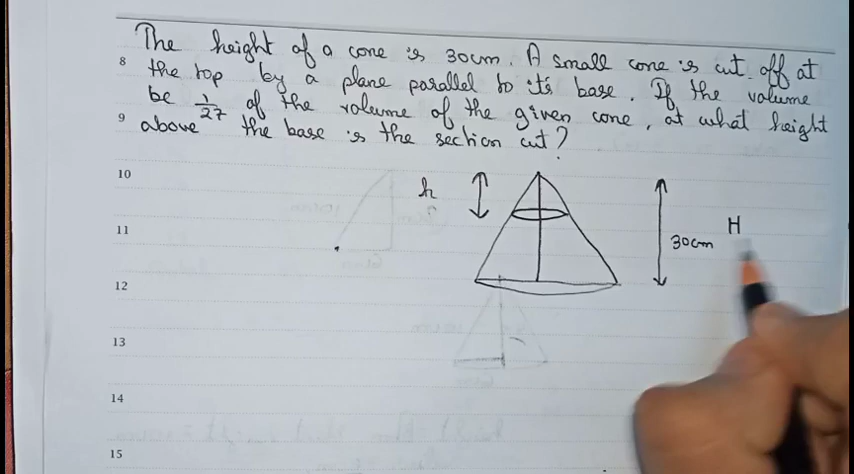 The height of a cone is 30cm. A small cone is cut off at
8 the top by a plane parallel to it's base. If the volume
be 1/27 of the volume of the given cone, at what height
9 above the base is the section cut?
10
h
H
11
30cm
12
13
14
15